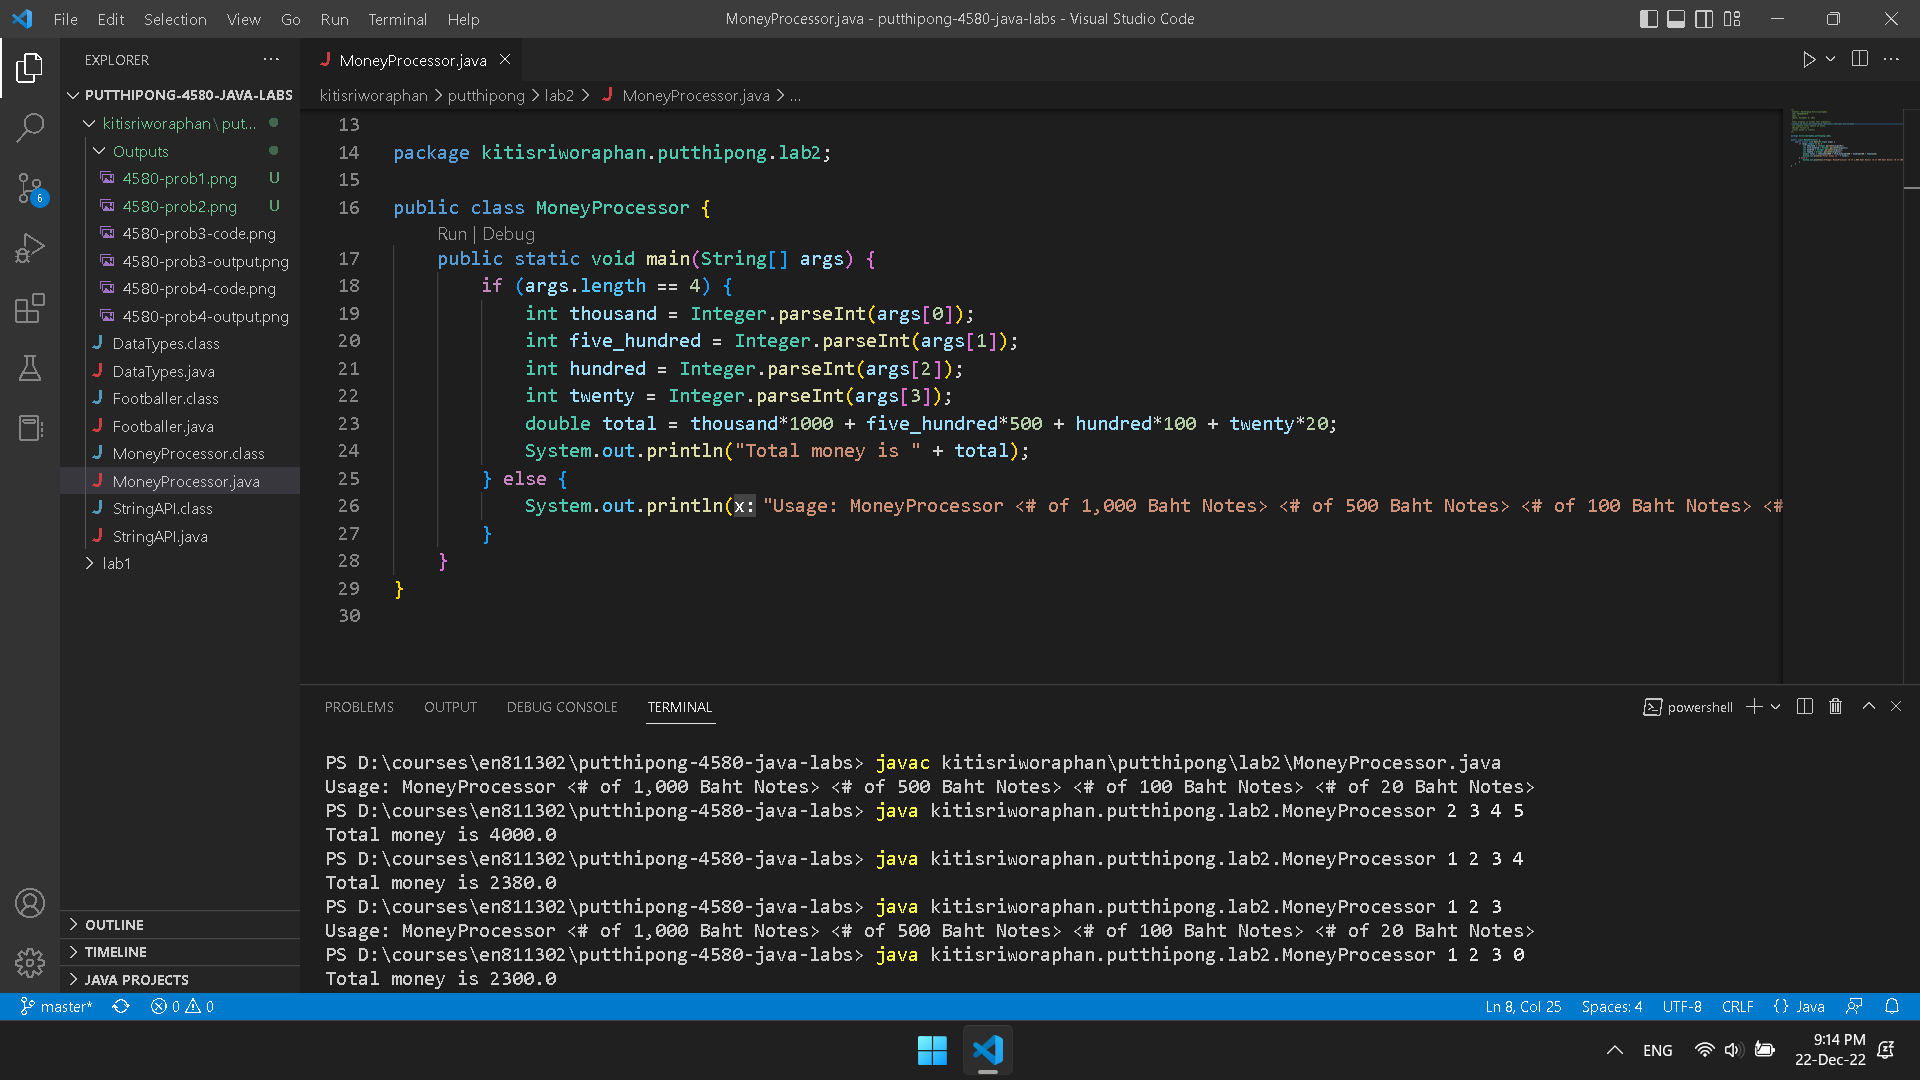 File Edit Selection View Go Run Terminal Help
MoneyProcessor.java - putthipong-4580-java-labs - Visual Studio Code
EXPLORER
PUTTHIPONG-4580-JAVA-LABS
kitisriworaphan\put...
Outputs
4580-prob1.png U
4580-prob2.png U
4580-prob3-code.png
4580-prob3-output.png
4580-prob4-code.png
4580-prob4-output.png
DataTypes.class
DataTypes.java
Footballer.class
Footballer.java
MoneyProcessor.class
MoneyProcessor.java
StringAPI.class
StringAPI.java
lab1
OUTLINE
TIMELINE
JAVA PROJECTS
6
MoneyProcessor.java
kitisriworaphan > putthipong > lab2 > MoneyProcessor.java > ...
13
14 package kitisriworaphan.putthipong.lab2;
15
16 public class MoneyProcessor {
Run | Debug
17 public static void main(String[] args) {
18 if (args.length == 4) {
19 int thousand = Integer.parseInt(args[0]);
20 int five_hundred = Integer.parseInt(args[1]);
21 int hundred = Integer.parseInt(args[2]);
22 int twenty = Integer.parseInt(args[3]);
23 double total = thousand*1000 + five_hundred*500 + hundred*100 + twenty*20;
24 System.out.println("Total money is " + total);
25 } else {
26 System.out.println(x: "Usage: MoneyProcessor <# of 1,000 Baht Notes> <# of 500 Baht Notes> <# of 100 Baht Notes> <#
27 }
28 }
29 }
30
PROBLEMS OUTPUT DEBUG CONSOLE TERMINAL
powershell
PS D:\courses\en811302\putthipong-4580-java-labs> javac kitisriworaphan\putthipong\lab2\MoneyProcessor.java
Usage: MoneyProcessor <# of 1,000 Baht Notes> <# of 500 Baht Notes> <# of 100 Baht Notes> <# of 20 Baht Notes>
PS D:\courses\en811302\putthipong-4580-java-labs> java kitisriworaphan.putthipong.lab2.MoneyProcessor 2 3 4 5
Total money is 4000.0
PS D:\courses\en811302\putthipong-4580-java-labs> java kitisriworaphan.putthipong.lab2.MoneyProcessor 1 2 3 4
Total money is 2380.0
PS D:\courses\en811302\putthipong-4580-java-labs> java kitisriworaphan.putthipong.lab2.MoneyProcessor 1 2 3
Usage: MoneyProcessor <# of 1,000 Baht Notes> <# of 500 Baht Notes> <# of 100 Baht Notes> <# of 20 Baht Notes>
PS D:\courses\en811302\putthipong-4580-java-labs> java kitisriworaphan.putthipong.lab2.MoneyProcessor 1 2 3 0
Total money is 2300.0
master* 0 0
Ln 8, Col 25 Spaces: 4 UTF-8 CRLF {} Java
ENG
9:14 PM
22-Dec-22